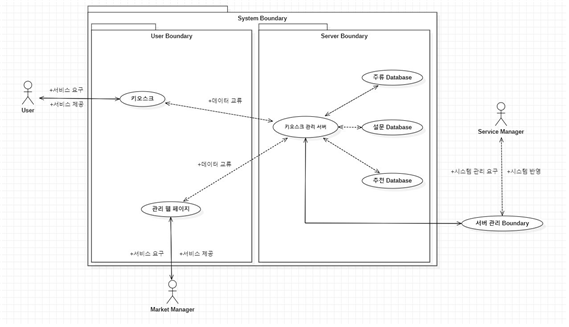 System Boundary
User Boundary
Server Boundary
주류 Database
+서비스 요구
키오스크
+데이터 교류
+서비스 제공
User
키오스크 관리 서버
설문 Database
Service Manager
+데이터 교류
+시스템 관리 요구
+시스템 반영
추천 Database
관리 웹 페이지
서버 관리 Boundary
+서비스 요구
+서비스 제공
Market Manager